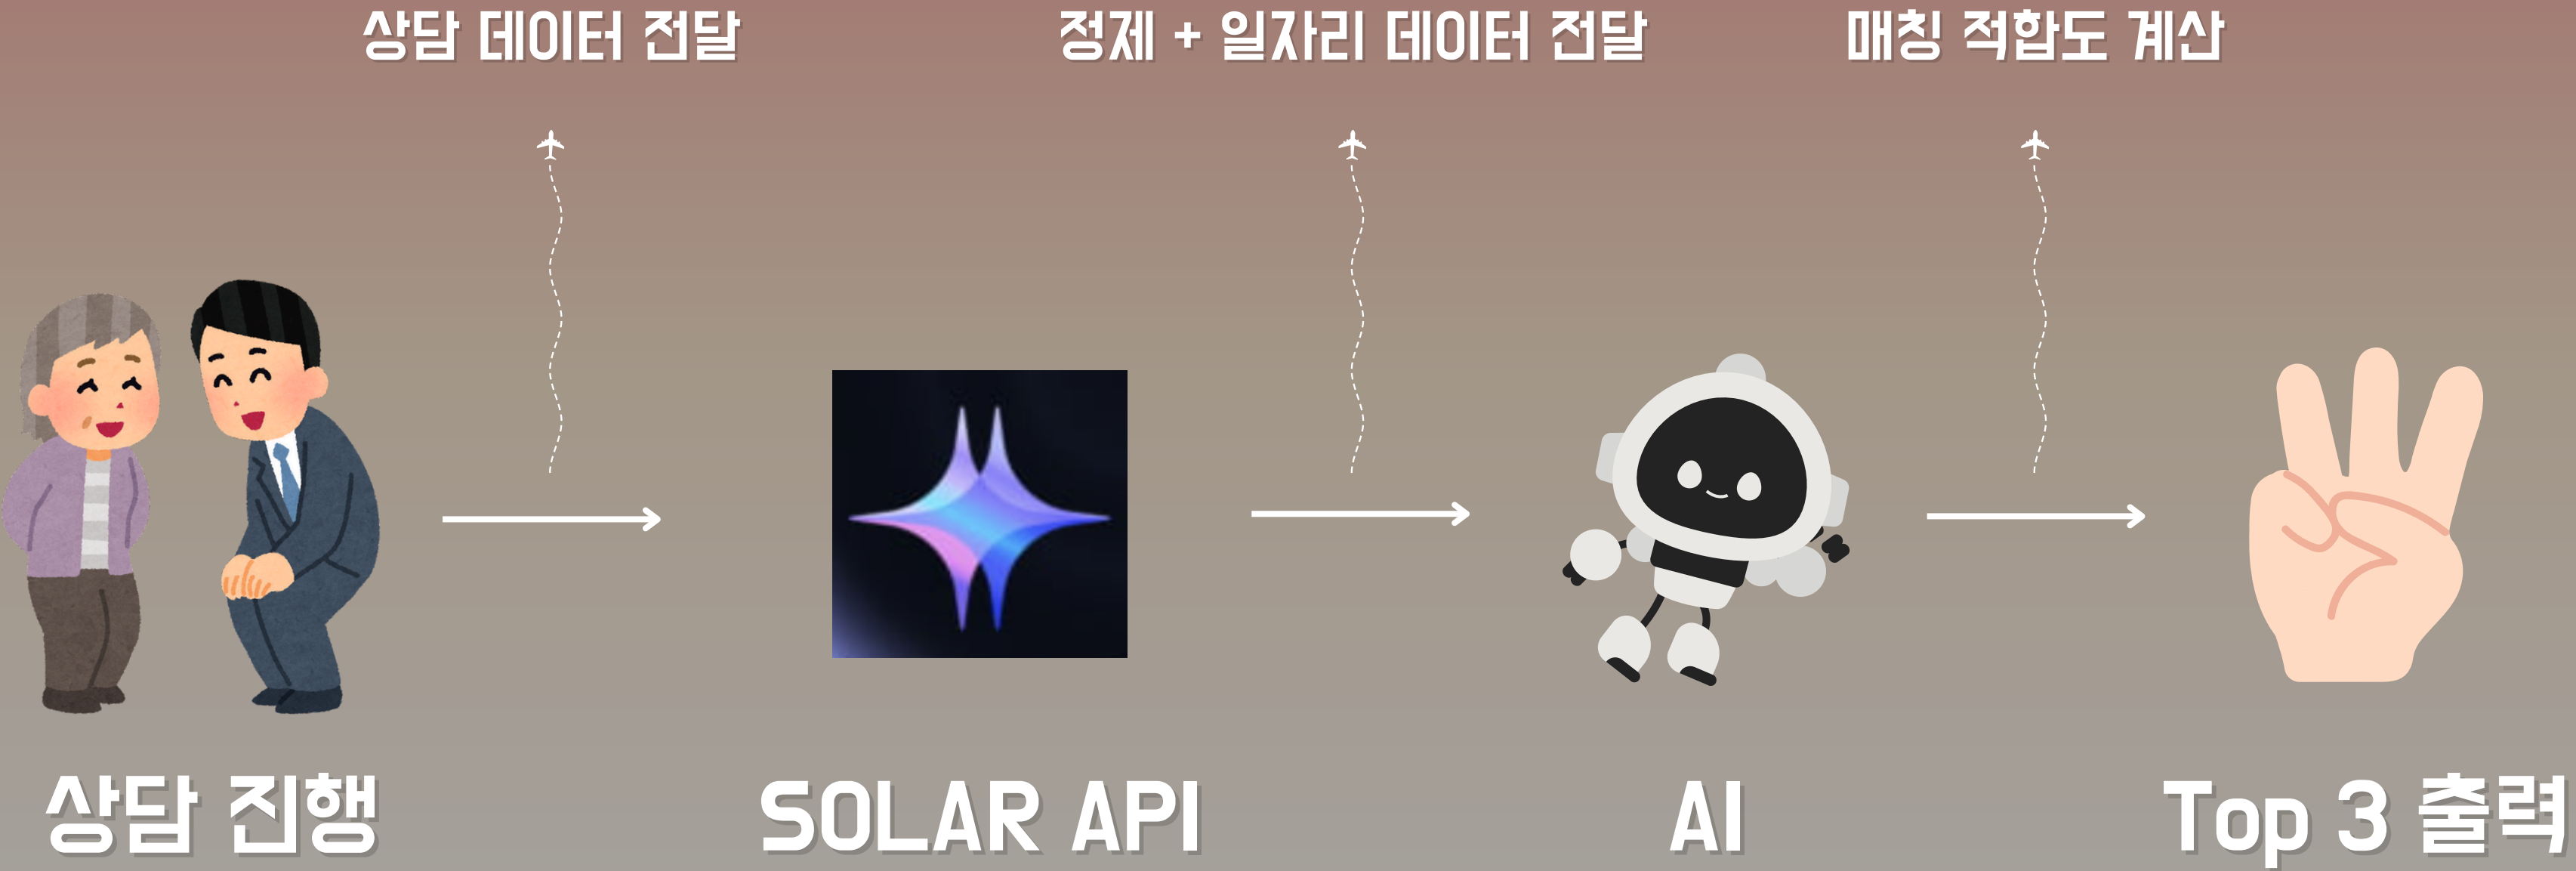 상담 데이터 전달
정제 + 일자리 데이터 전달
매칭 적합도 계산
상담 진행
SOLAR API
AI
Top 3 출력